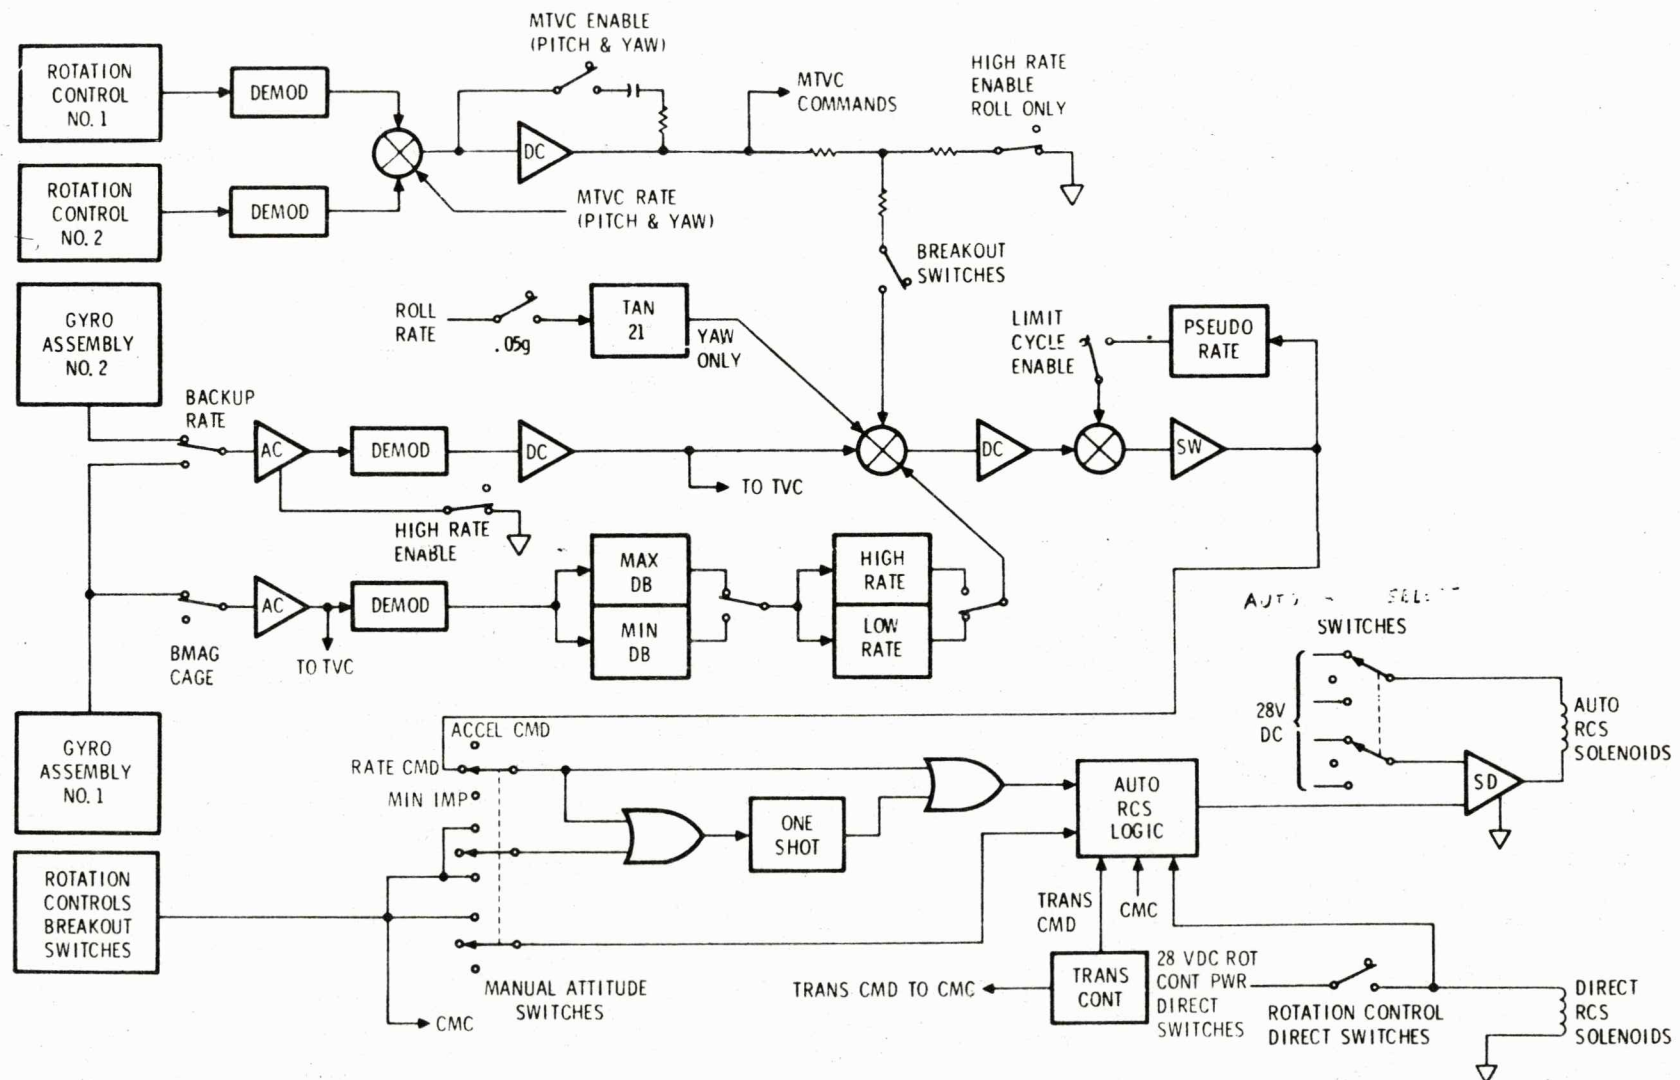 MTVC ENABLE
(PITCH & YAW)
ROTATION
CONTROL
NO. 1
DEMOD
DC
MTVC
COMMANDS
HIGH RATE
ENABLE
ROLL ONLY
ROTATION
CONTROL
NO. 2
DEMOD
MTVC RATE
(PITCH & YAW)
BREAKOUT
SWITCHES
GYRO
ASSEMBLY
NO. 2
ROLL
RATE
.05g
TAN
21
YAW
ONLY
LIMIT
CYCLE
ENABLE
PSEUDO
RATE
BACKUP
RATE
AC
DEMOD
DC
TO TVC
DC
SW
HIGH RATE
ENABLE
BMAG
CAGE
AC
TO TVC
DEMOD
MAX
DB
MIN
DB
HIGH
RATE
LOW
RATE
AUTO
SWITCHES
28V
DC
SD
AUTO
RCS
SOLENOIDS
GYRO
ASSEMBLY
NO. 1
ACCEL CMD
RATE CMD
MIN IMP
ONE
SHOT
AUTO
RCS
LOGIC
ROTATION
CONTROLS
BREAKOUT
SWITCHES
MANUAL ATTITUDE
SWITCHES
CMC
TRANS
CMD
CMC
TRANS CMD TO CMC
TRANS
CONT
28 VDC ROT
CONT PWR
DIRECT
SWITCHES
ROTATION CONTROL
DIRECT SWITCHES
DIRECT
RCS
SOLENOIDS